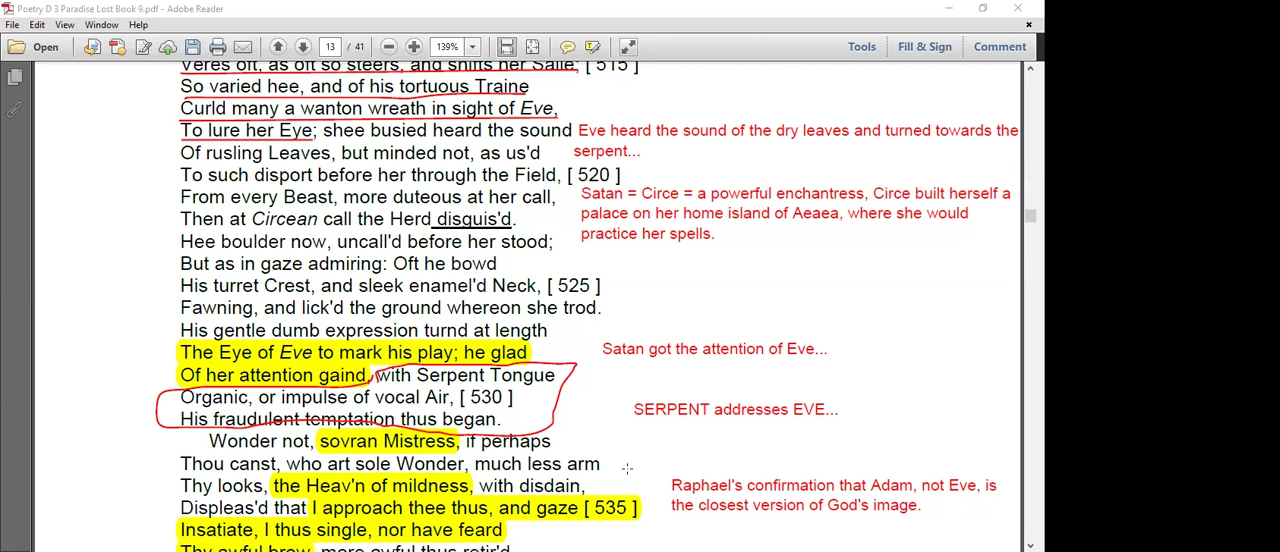 Poetry D 3 Paradise Lost Book 9.pdf - Adobe Reader
File Edit View Window Help
Open 13 / 41 139% Tools Fill & Sign Comment
Veres oft, as oft so steers, and shifts her Saile; [ 515 ]
So varied hee, and of his tortuous Traine
Curld many a wanton wreath in sight of Eve,
To lure her Eye; shee busied heard the sound
Eve heard the sound of the dry leaves and turned towards the
Of rusling Leaves, but minded not, as us'd
serpent...
To such disport before her through the Field, [ 520 ]
From every Beast, more duteous at her call,
Satan = Circe = a powerful enchantress, Circe built herself a
Then at Circean call the Herd disguis'd.
palace on her home island of Aeaea, where she would
practice her spells.
Hee boulder now, uncall'd before her stood;
But as in gaze admiring: Oft he bowd
His turret Crest, and sleek enamel'd Neck, [ 525 ]
Fawning, and lick'd the ground whereon she trod.
His gentle dumb expression turnd at length
The Eye of Eve to mark his play; he glad
Satan got the attention of Eve...
Of her attention gaind, with Serpent Tongue
Organic, or impulse of vocal Air, [ 530 ]
SERPENT addresses EVE...
His fraudulent temptation thus began.
Wonder not, sovran Mistress, if perhaps
Thou canst, who art sole Wonder, much less arm
Thy looks, the Heav'n of mildness, with disdain,
Raphael's confirmation that Adam, not Eve, is
Displeas'd that I approach thee thus, and gaze [ 535 ]
the closest version of God's image.
Insatiate, I thus single, nor have feard
Thy awful brow, more awful thus retir'd